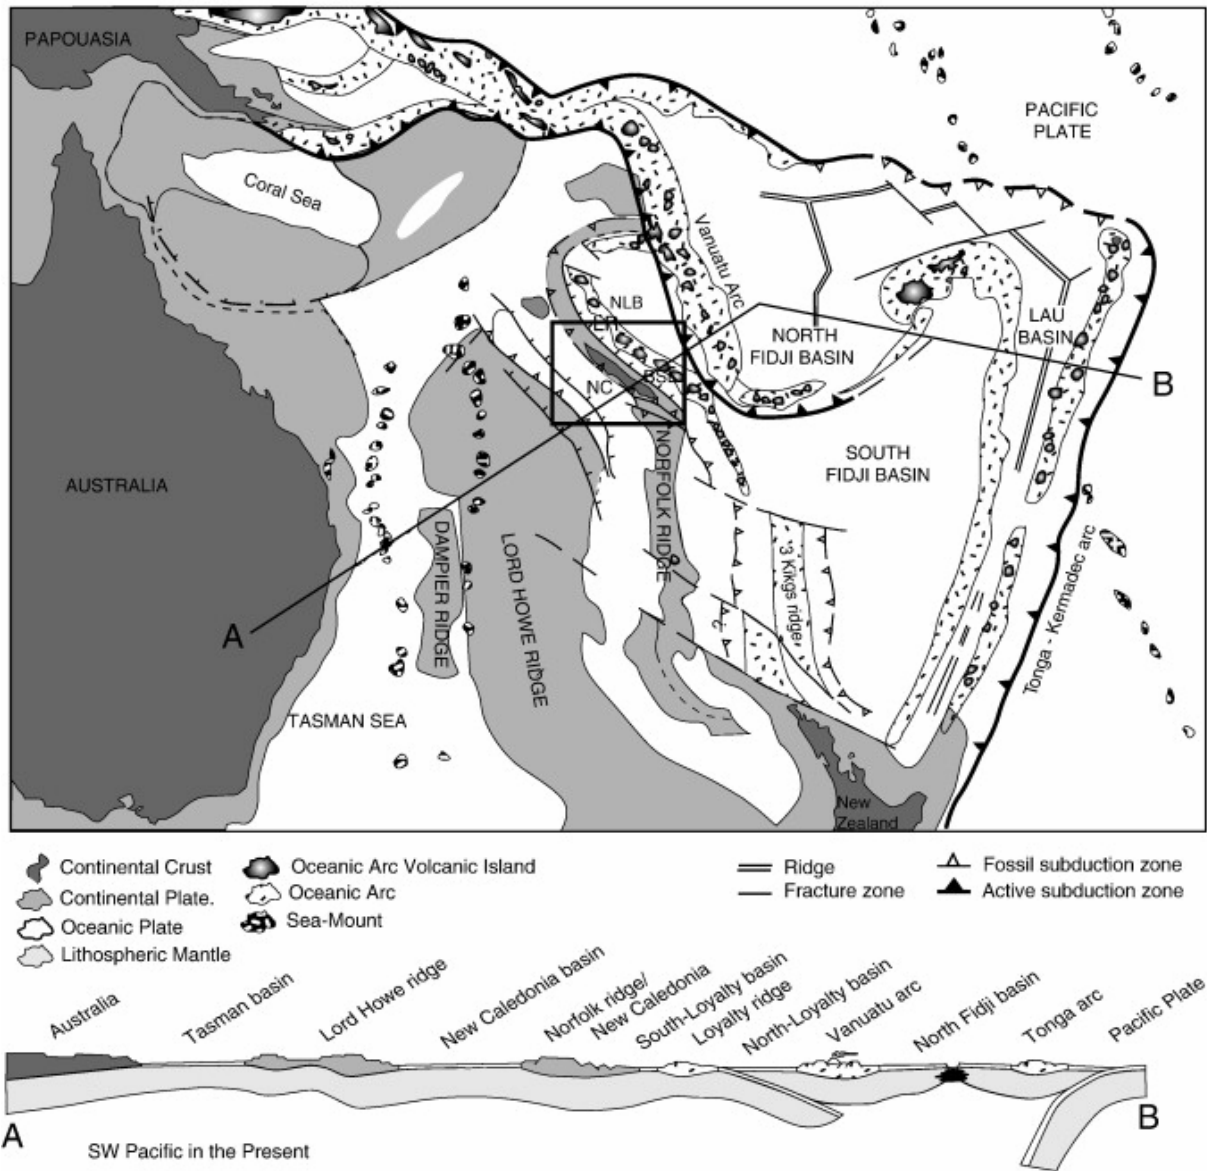 PAPOUASIA
PACIFIC
PLATE
Coral Sea
Vanuatu Arc
NLB
LR
NORTH
FIDJI BASIN
LAU
BASIN
B
NC
SSL
AUSTRALIA
SOUTH
FIDJI BASIN
NORFOLK RIDGE
DAMPIER RIDGE
LORD HOWE RIDGE
'3 Kikgs ridge
?
A
Tonga - Kermadec arc
TASMAN SEA
New
Zealand
Continental Crust
Continental Plate.
Oceanic Plate
Lithospheric Mantle
Oceanic Arc Volcanic Island
Oceanic Arc
Sea-Mount
Ridge
Fracture zone
Fossil subduction zone
Active subduction zone
Australia
Tasman basin
Lord Howe ridge
New Caledonia basin
Norfolk ridge/
New Caledonia
South-Loyalty basin
Loyalty ridge
North-Loyalty basin
Vanuatu arc
North Fidji basin
Tonga arc
Pacific Plate
A
B
SW Pacific in the Present